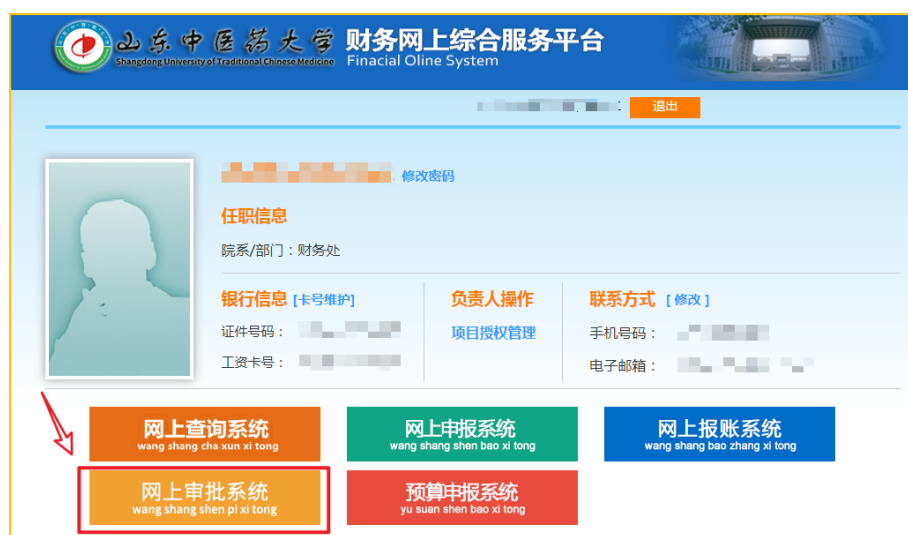 山东中医药大学
Shangdong University of Traditional Chinese Medicine
财务网上综合服务平台
Finacial Oline System
退出
修改密码
任职信息
院系/部门：财务处
银行信息 [卡号维护]
证件号码：
工资卡号：
负责人操作
项目授权管理
联系方式 [ 修改 ]
手机号码：
电子邮箱：
网上查询系统
wang shang cha xun xi tong
网上申报系统
wang shang shen bao xi tong
网上报账系统
wang shang bao zhang xi tong
网上审批系统
wang shang shen pi xi tong
预算申报系统
yu suan shen bao xi tong